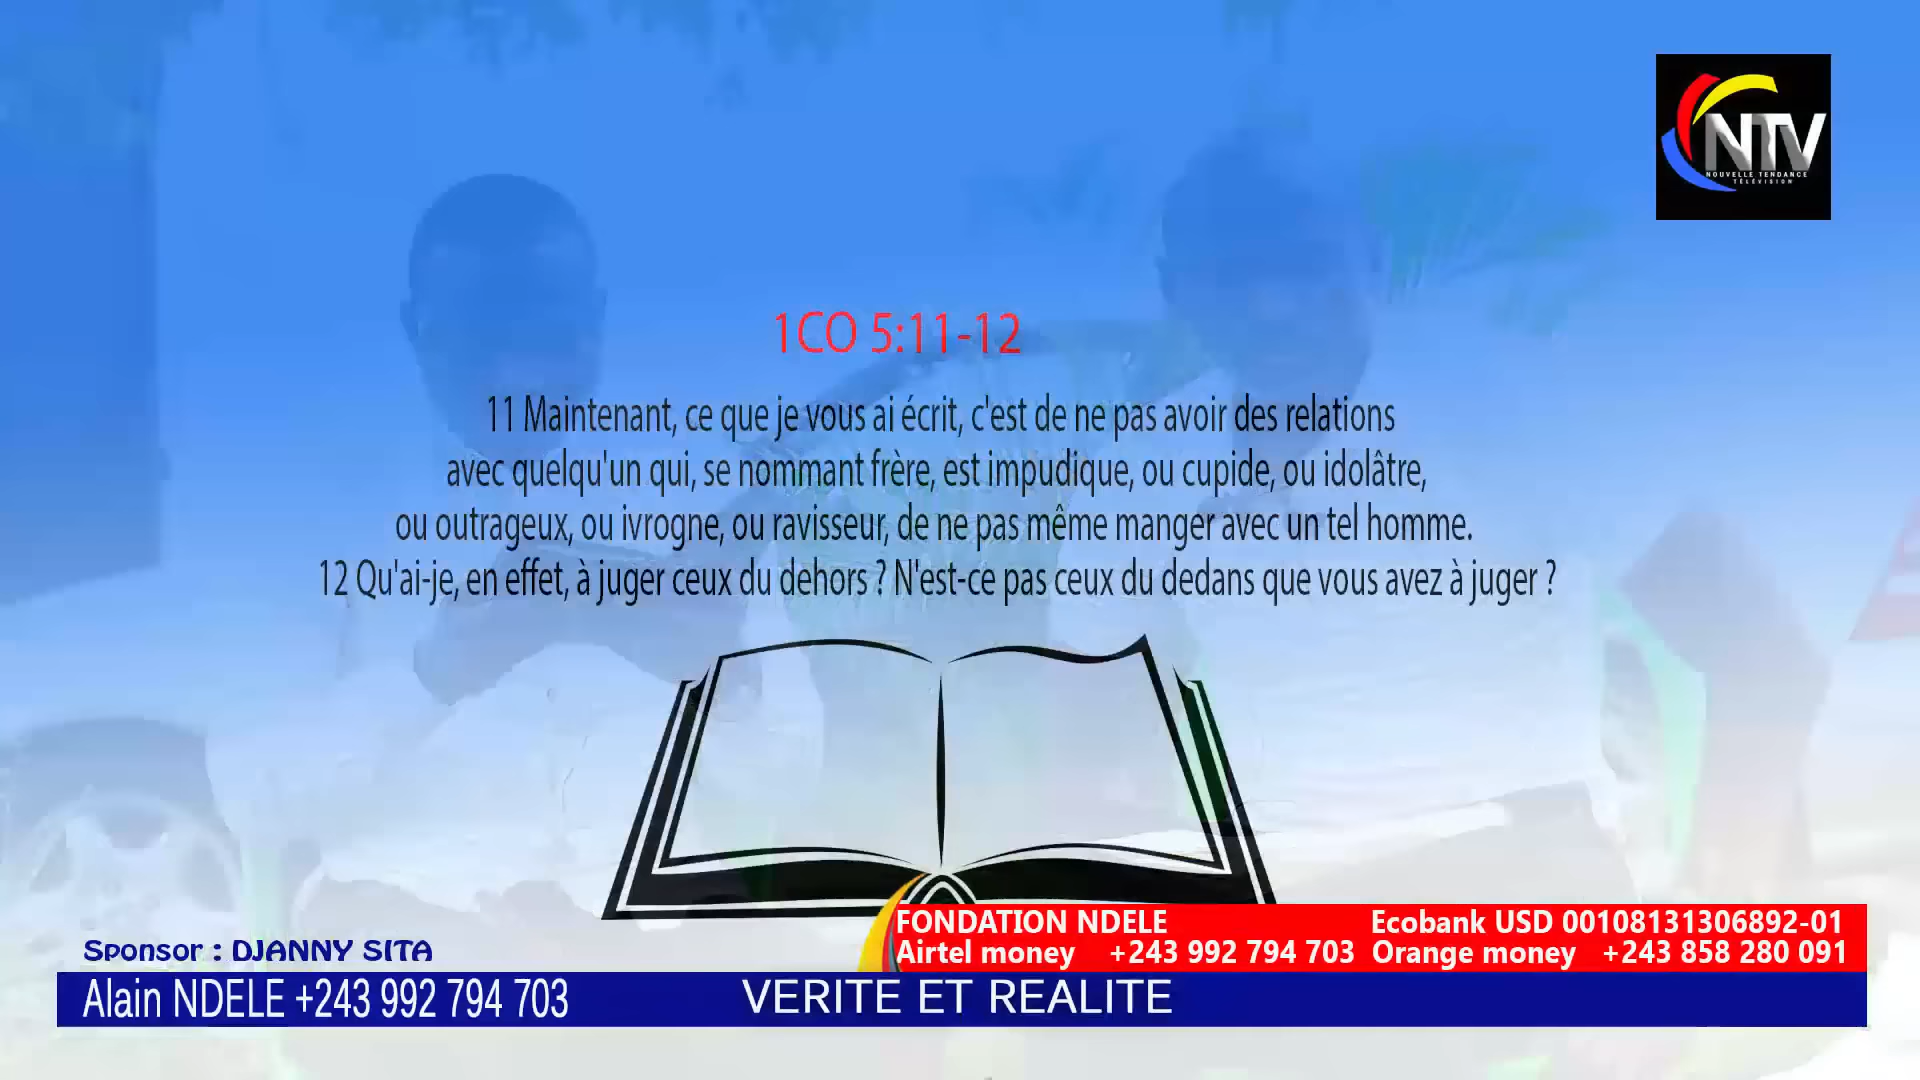 NTV
NOUVELLE TENDANCE
TÉLÉVISION
1CO 5:11-12
11 Maintenant, ce que je vous ai écrit, c'est de ne pas avoir des relations
avec quelqu'un qui, se nommant frère, est impudique, ou cupide, ou idolâtre,
ou outrageux, ou ivrogne, ou ravisseur, de ne pas même manger avec un tel homme.
12 Qu'ai-je, en effet, à juger ceux du dehors ? N'est-ce pas ceux du dedans que vous avez à juger ?
FONDATION NDELE Ecobank USD 00108131306892-01
Airtel money +243 992 794 703 Orange money +243 858 280 091
Sponsor : DJANNY SITA
Alain NDELE +243 992 794 703 VERITE ET REALITE